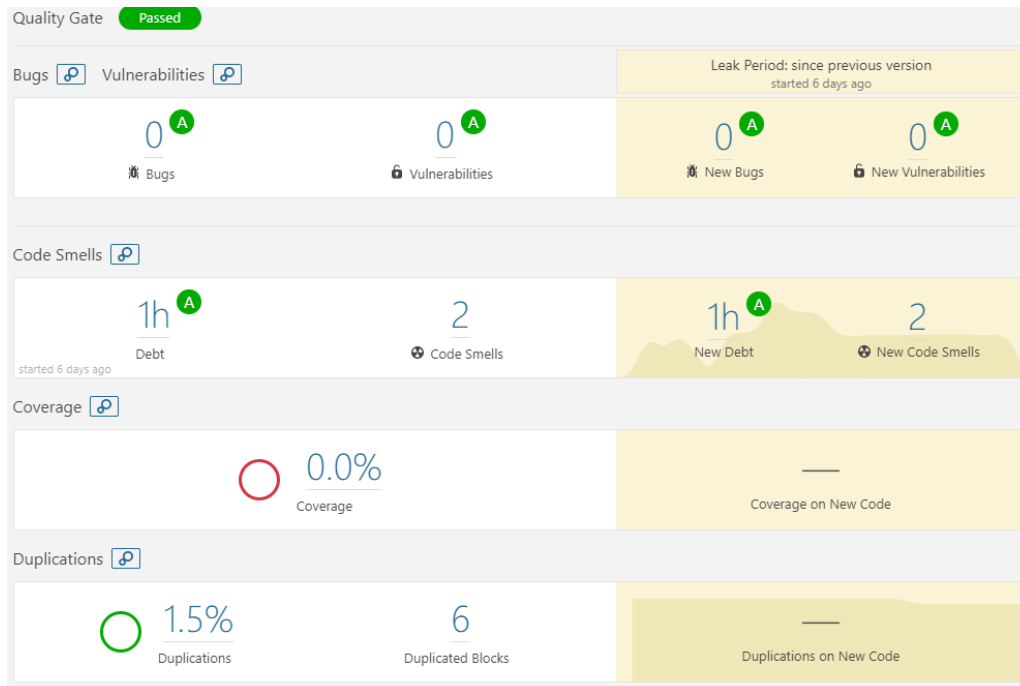 Quality Gate Passed
Bugs Vulnerabilities
Leak Period: since previous version
started 6 days ago
0 A
Bugs
0 A
Vulnerabilities
0 A
New Bugs
0 A
New Vulnerabilities
Code Smells
1h A
Debt
started 6 days ago
2
Code Smells
1h A
New Debt
2
New Code Smells
Coverage
0.0%
Coverage
—
Coverage on New Code
Duplications
1.5%
Duplications
6
Duplicated Blocks
—
Duplications on New Code